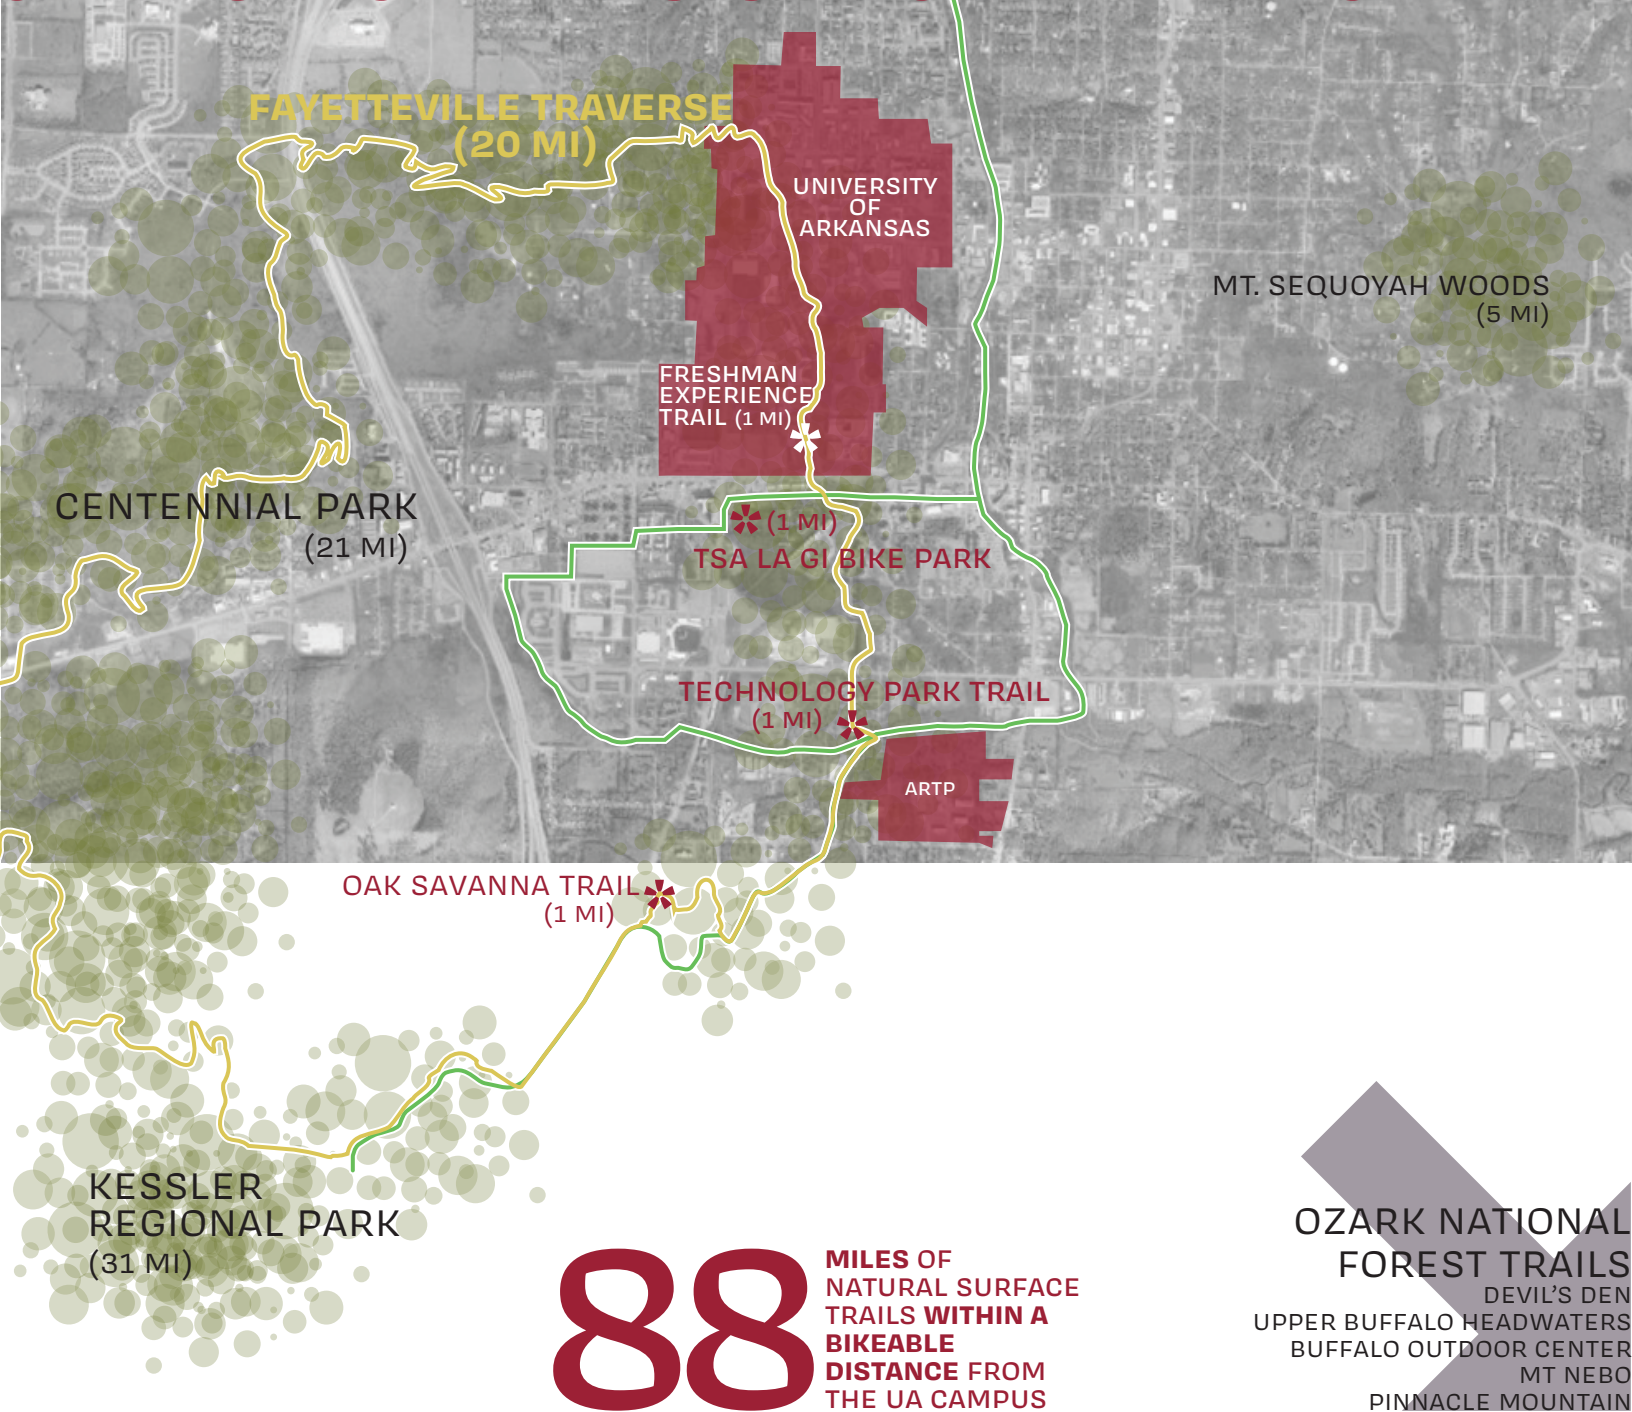 FAYETTEVILLE TRAVERSE
(20 MI)
UNIVERSITY
OF
ARKANSAS
MT. SEQUOYAH WOODS
(5 MI)
FRESHMAN
EXPERIENCE
TRAIL (1 MI)
CENTENNIAL PARK
(21 MI)
(1 MI)
TSA LA GI BIKE PARK
TECHNOLOGY PARK TRAIL
(1 MI)
ARTP
OAK SAVANNA TRAIL
(1 MI)
KESSLER
REGIONAL PARK
(31 MI)
88
MILES OF
NATURAL SURFACE
TRAILS WITHIN A
BIKEABLE
DISTANCE FROM
THE UA CAMPUS
OZARK NATIONAL
FOREST TRAILS
DEVIL'S DEN
UPPER BUFFALO HEADWATERS
BUFFALO OUTDOOR CENTER
MT NEBO
PINNACLE MOUNTAIN